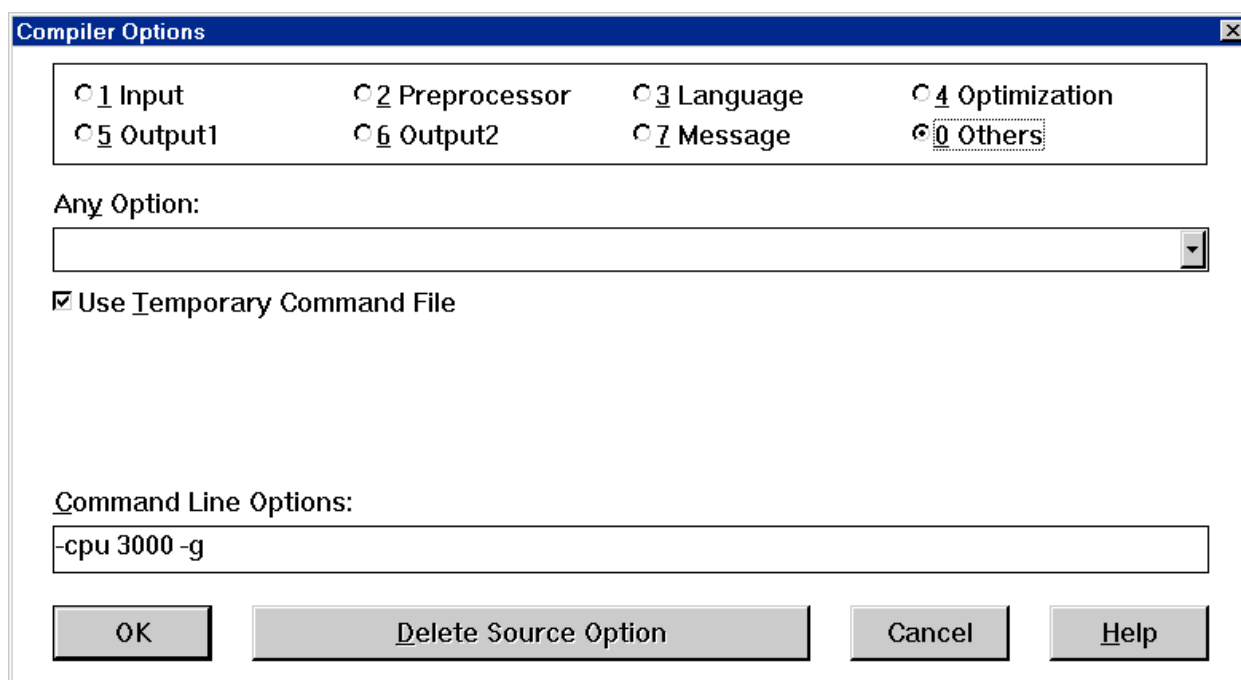 Compiler Options
1 Input 2 Preprocessor 3 Language 4 Optimization
5 Output1 6 Output2 7 Message 0 Others
Any Option:
Use Temporary Command File
Command Line Options:
-cpu 3000 -g
OK Delete Source Option Cancel Help